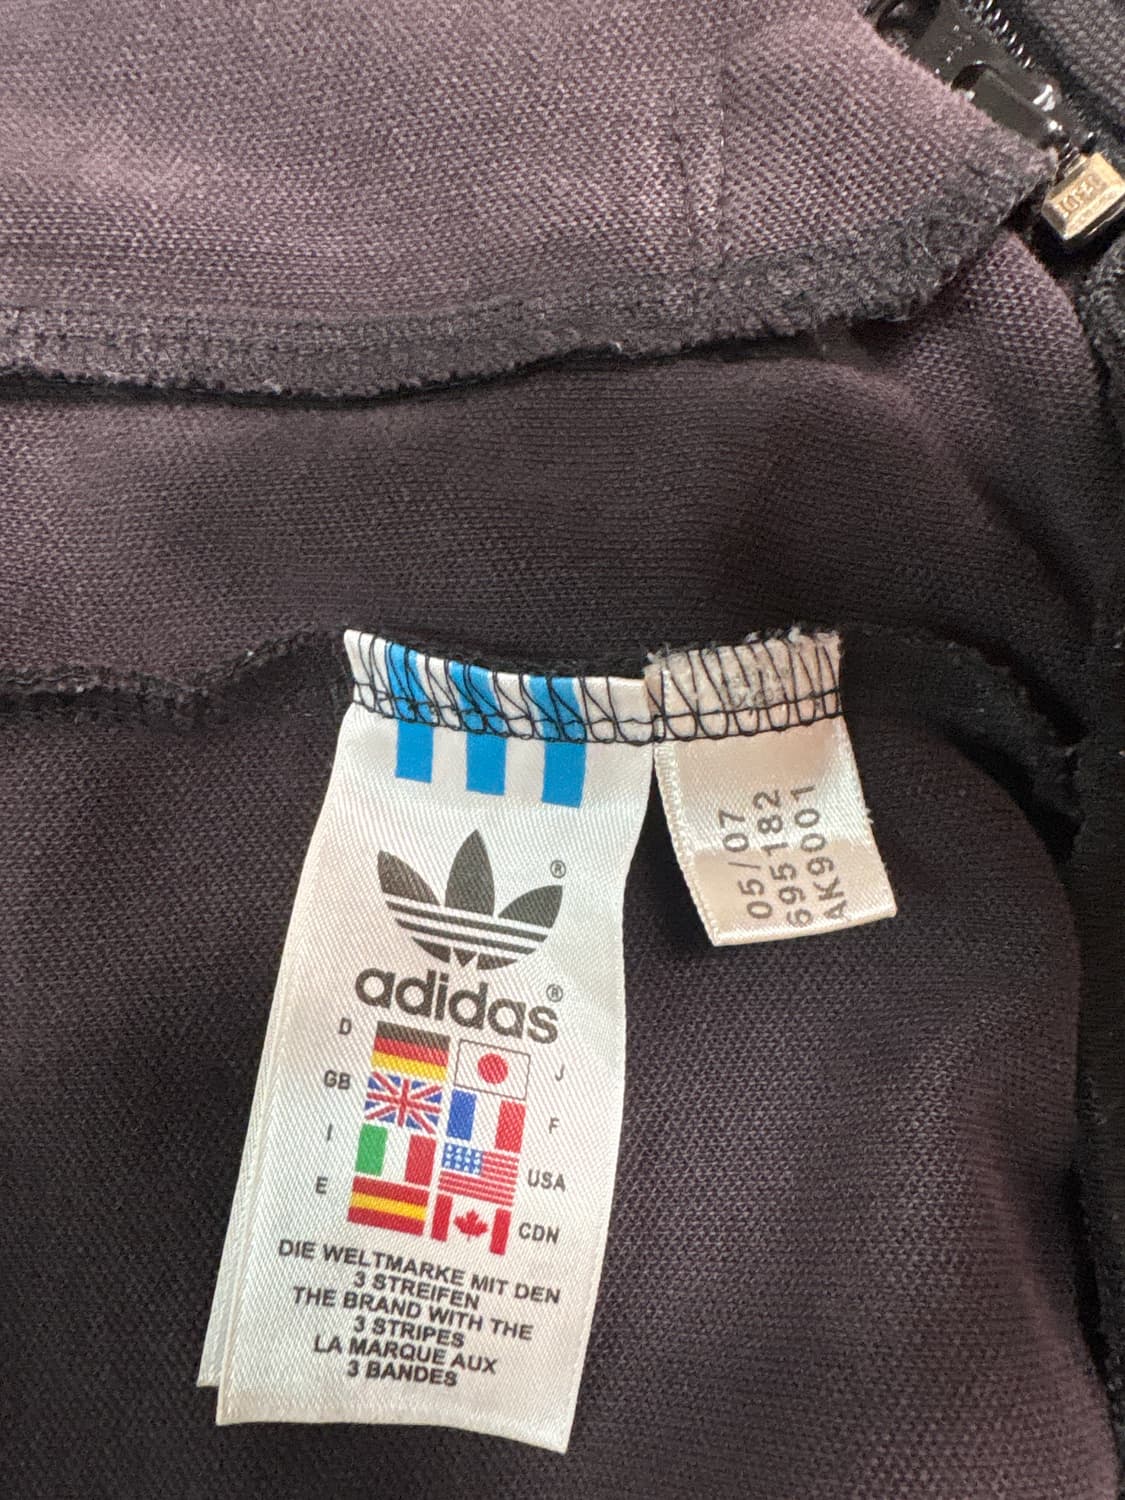 adidas
D
J
GB
F
I
USA
E
CDN
DIE WELTMARKE MIT DEN
3 STREIFEN
THE BRAND WITH THE
3 STRIPES
LA MARQUE AUX
3 BANDES
05/07
695182
AK9001